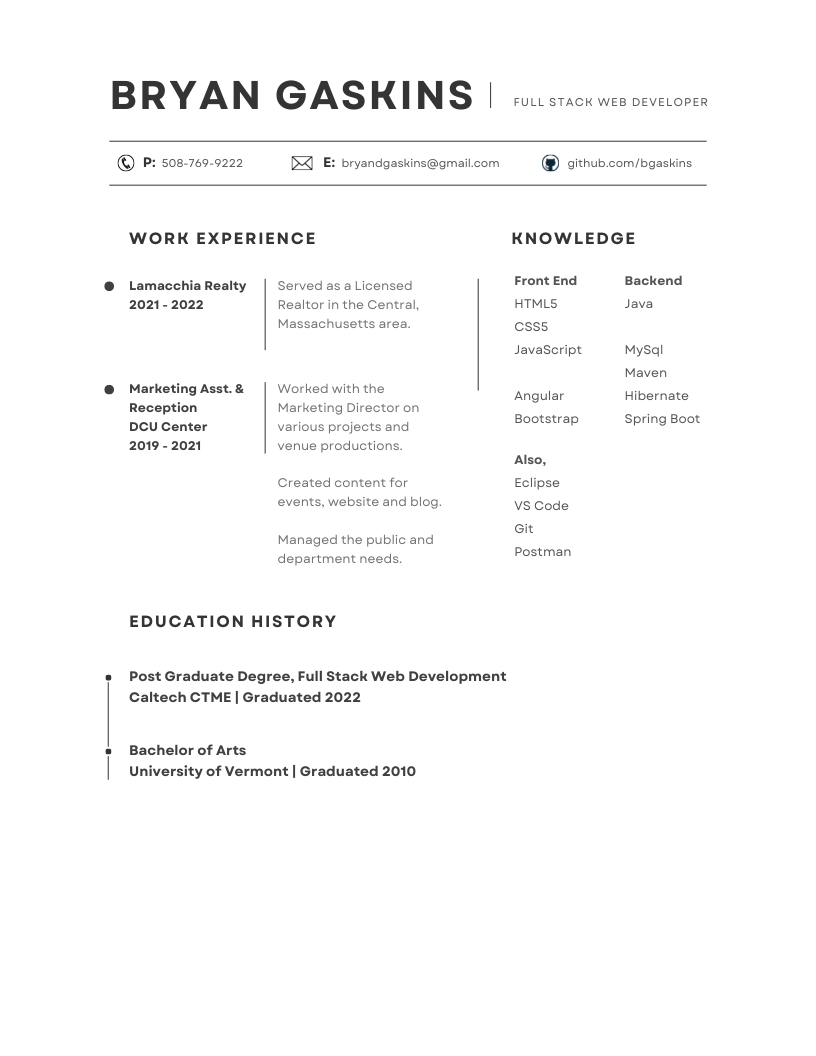 BRYAN GASKINS
FULL STACK WEB DEVELOPER
P: 508-769-9222
E: bryandgaskins@gmail.com
github.com/bgaskins
WORK EXPERIENCE
Lamacchia Realty
2021 - 2022
Served as a Licensed
Realtor in the Central,
Massachusetts area.
Marketing Asst. &
Reception
DCU Center
2019 - 2021
Worked with the
Marketing Director on
various projects and
venue productions.
Created content for
events, website and blog.
Managed the public and
department needs.
KNOWLEDGE
Front End
HTML5
CSS5
JavaScript
Angular
Bootstrap
Backend
Java
MySql
Maven
Hibernate
Spring Boot
Also,
Eclipse
VS Code
Git
Postman
EDUCATION HISTORY
Post Graduate Degree, Full Stack Web Development
Caltech CTME | Graduated 2022
Bachelor of Arts
University of Vermont | Graduated 2010